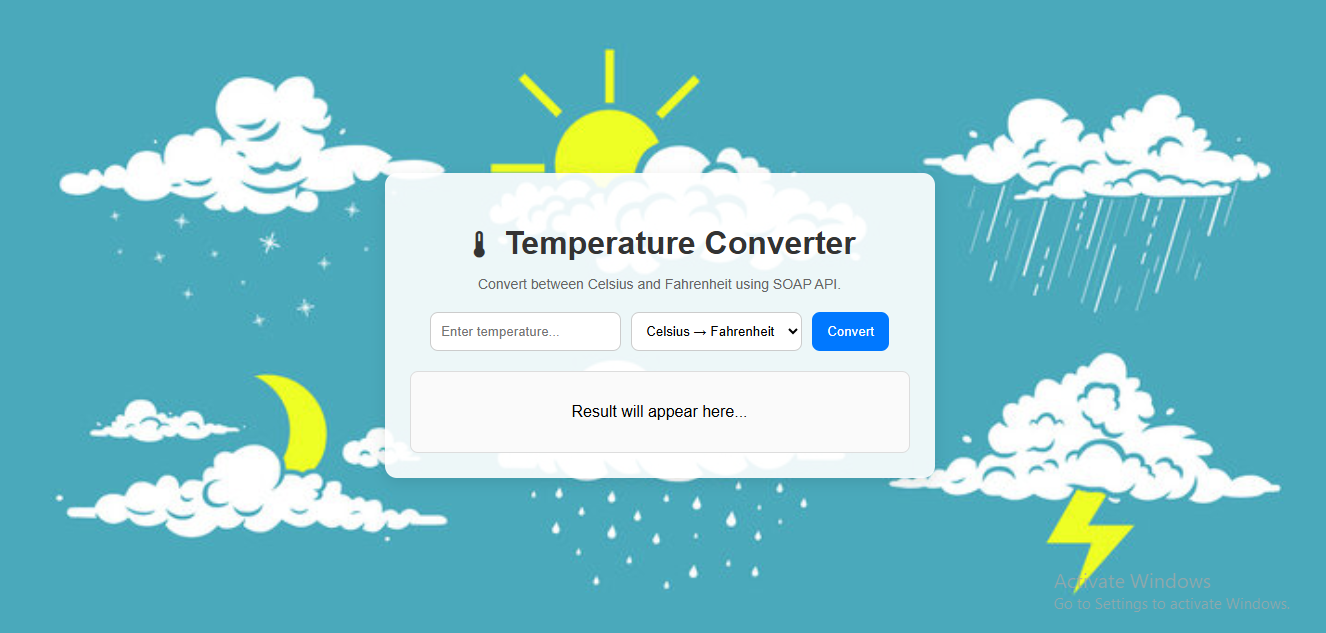 🌡 Temperature Converter
Convert between Celsius and Fahrenheit using SOAP API.
Enter temperature...
Celsius → Fahrenheit
Convert
Result will appear here...
Activate Windows
Go to Settings to activate Windows.